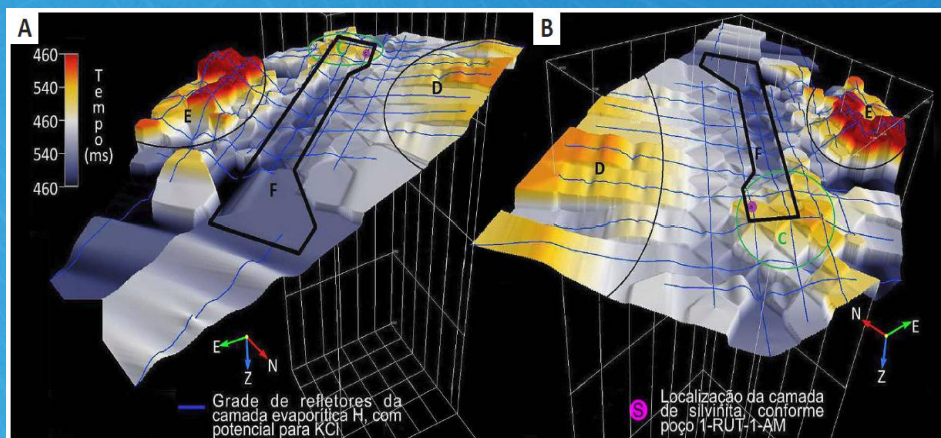 A
B
460
540
460
540
460
Tempo
(ms)
E
D
F
E
N
Z
D
E
F
S
C
N
E
Z
Grade de refletores da
camada evaporítica H, com
potencial para KCl
S
Localização da camada
de silvinita, conforme
poço 1-RUT-1-AM